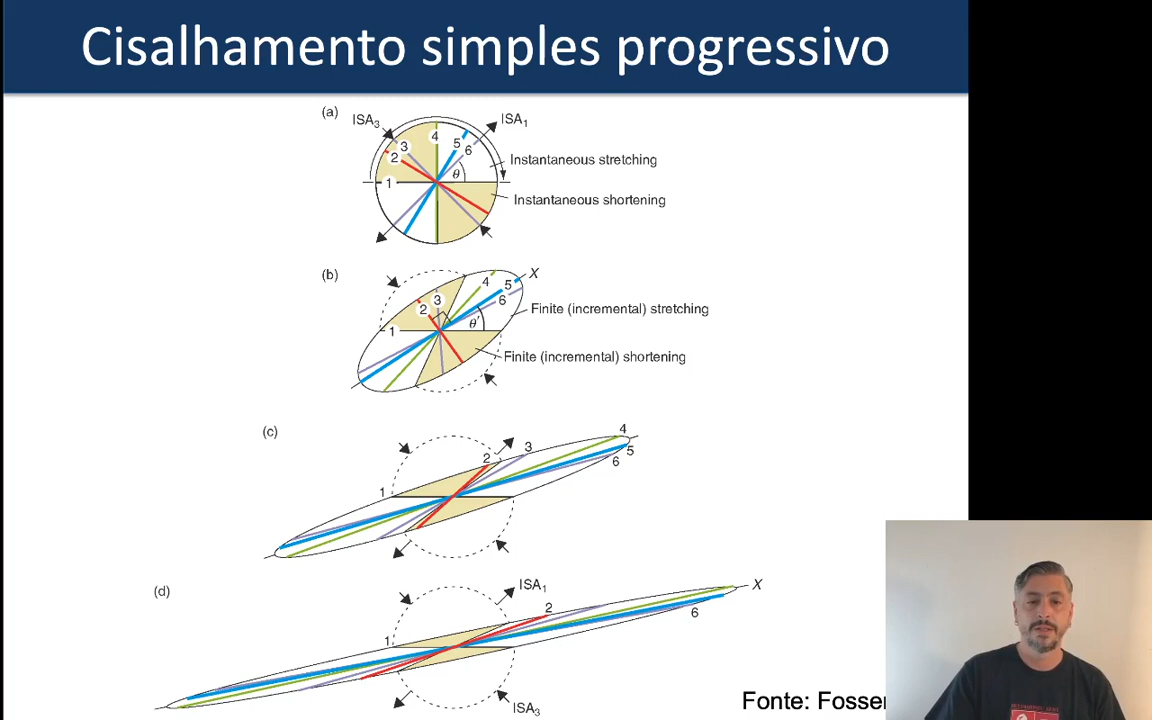 Cisalhamento simples progressivo
(a)
ISA3
ISA1
4
3
5
2
6
θ
1
Instantaneous stretching
Instantaneous shortening
(b)
X
4
5
3
6
2
1
θ'
Finite (incremental) stretching
Finite (incremental) shortening
(c)
4
3
5
2
6
1
(d)
ISA1
X
2
6
1
ISA3
Fonte: Fosse